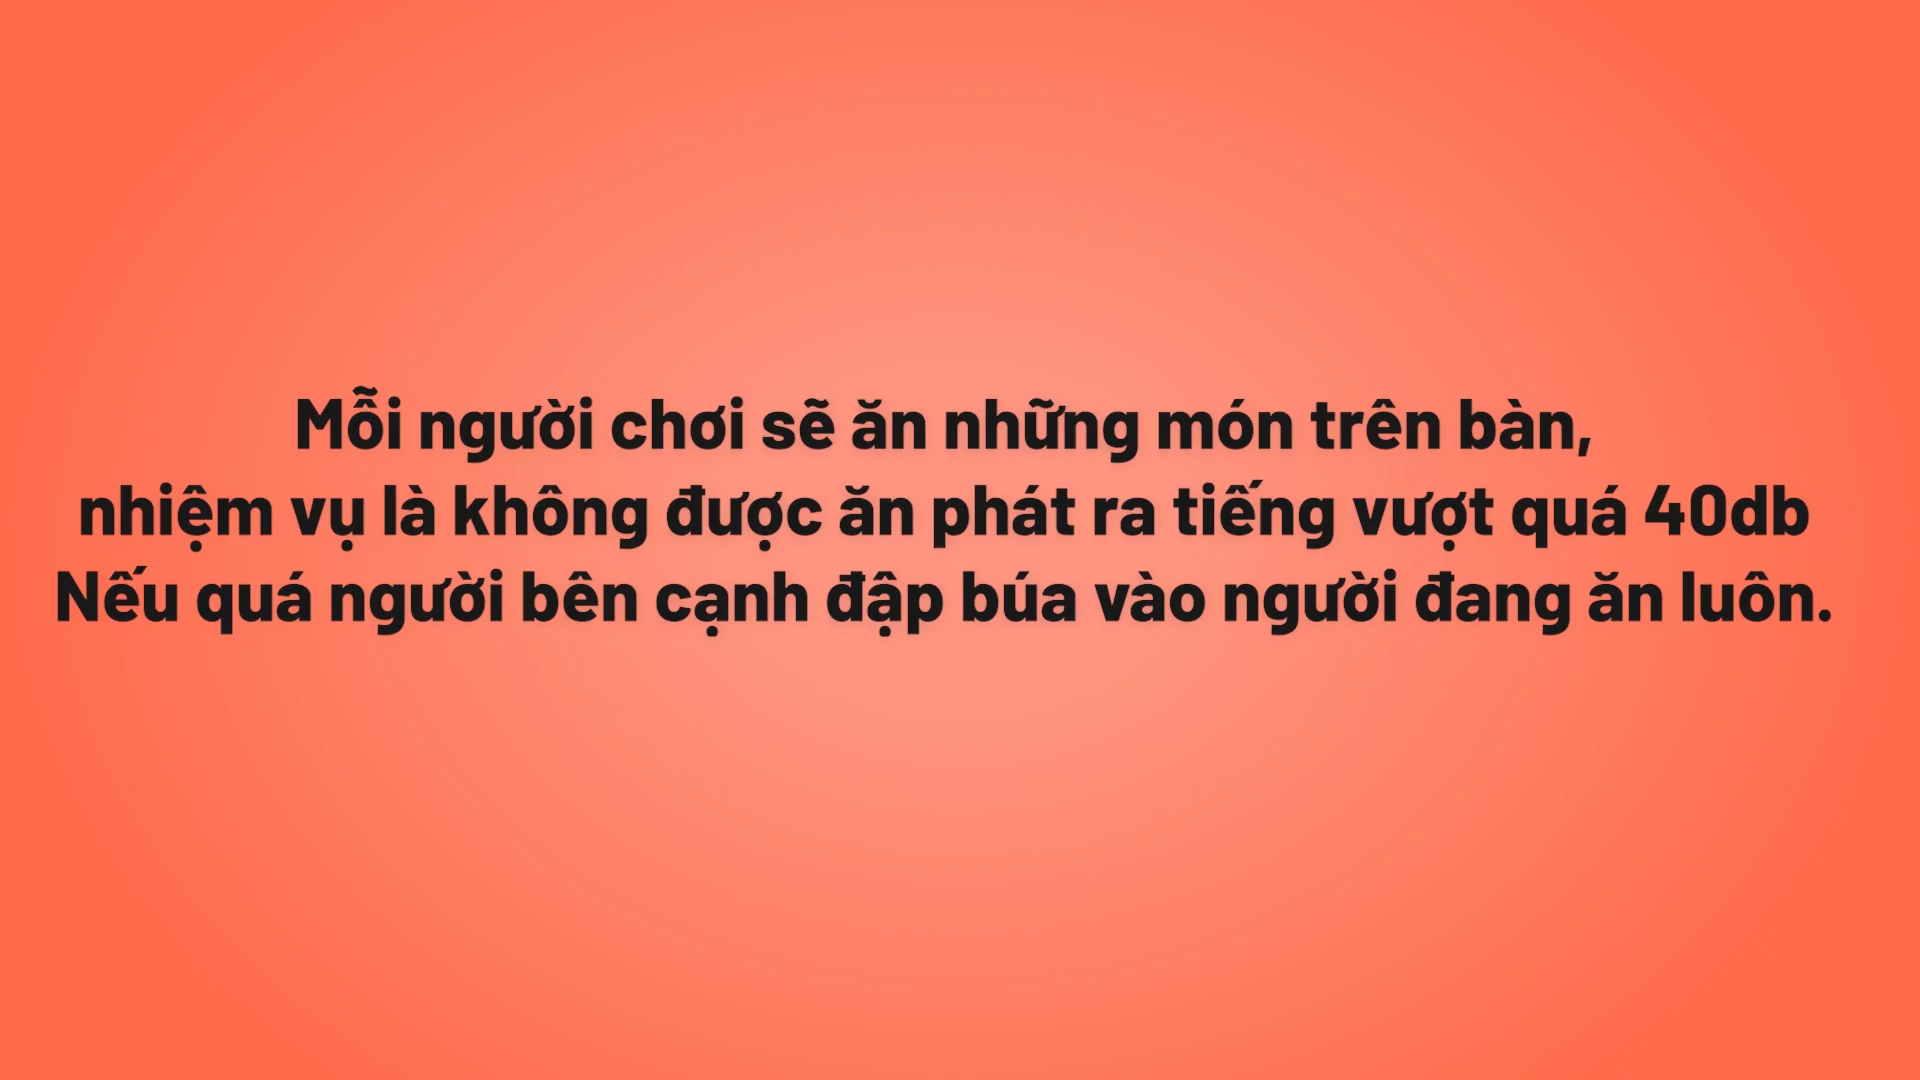 Mỗi người chơi sẽ ăn những món trên bàn,
nhiệm vụ là không được ăn phát ra tiếng vượt quá 40db
Nếu quá người bên cạnh đập búa vào người đang ăn luôn.